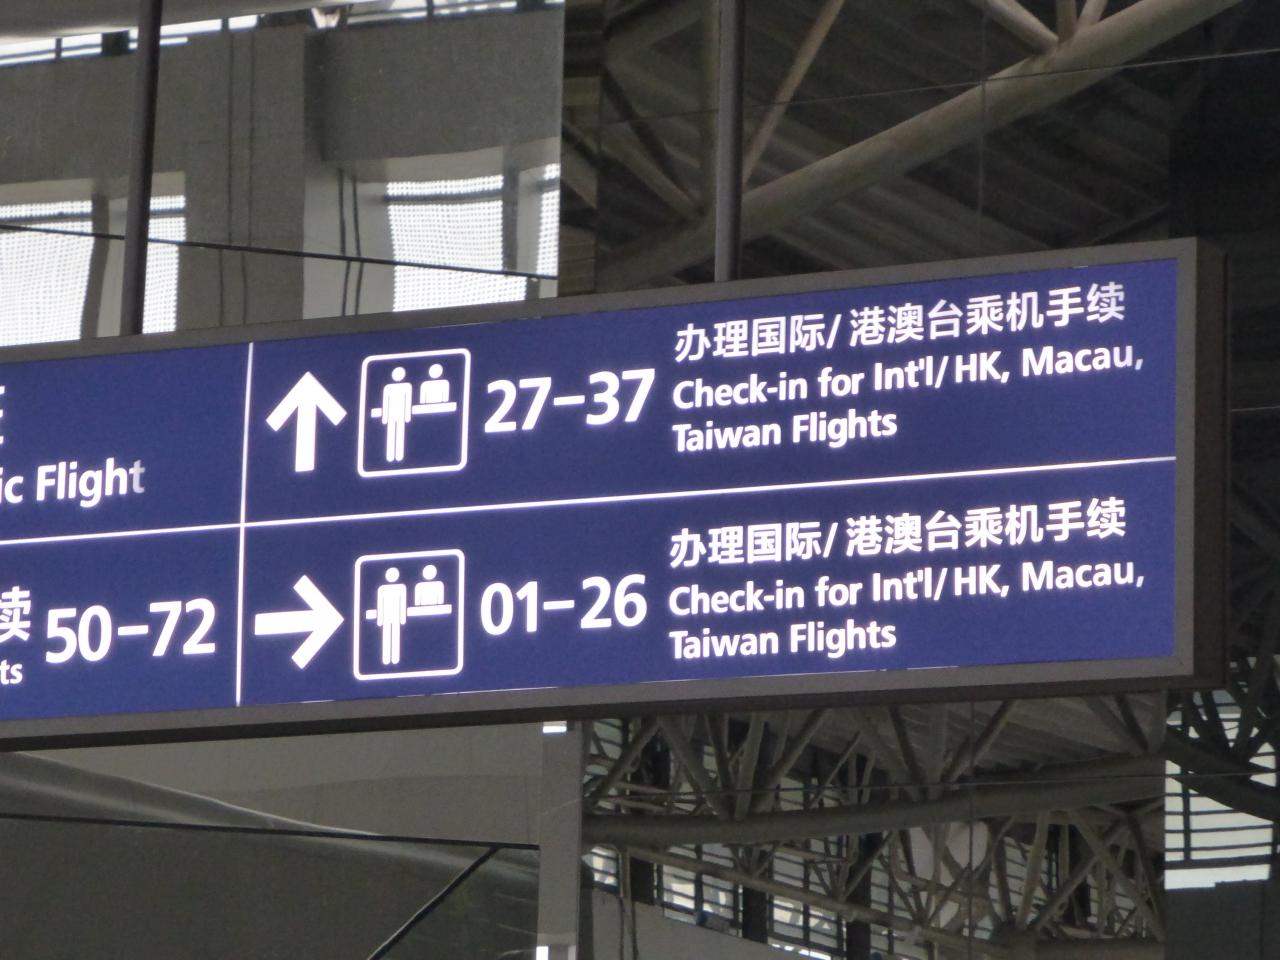 ic Flight
续 50-72
ts
27-37
办理国际/港澳台乘机手续
Check-in for Int'l/HK, Macau,
Taiwan Flights
01-26
办理国际/港澳台乘机手续
Check-in for Int'l/HK, Macau,
Taiwan Flights